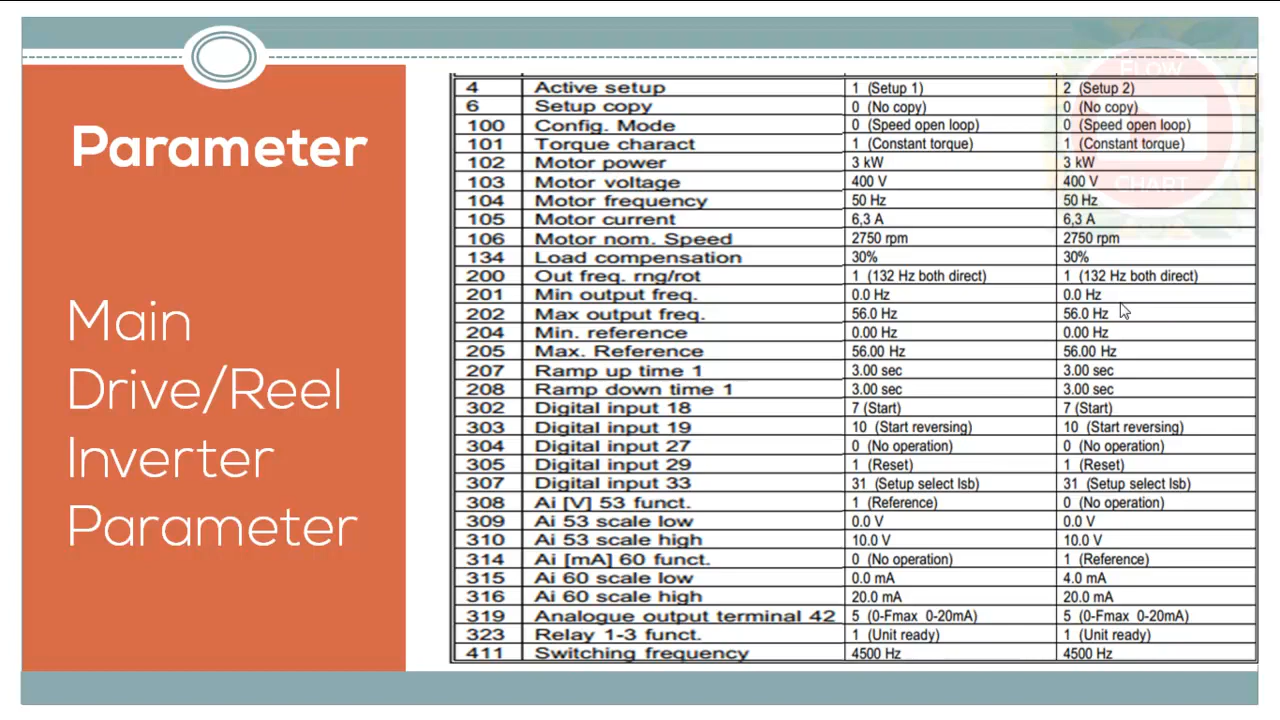 Parameter
Main
Drive/Reel
Inverter
Parameter
FLOW
CHART
4 Active setup 1 (Setup 1) 2 (Setup 2)
6 Setup copy 0 (No copy) 0 (No copy)
100 Config. Mode 0 (Speed open loop) 0 (Speed open loop)
101 Torque charact 1 (Constant torque) 1 (Constant torque)
102 Motor power 3 kW 3 kW
103 Motor voltage 400 V 400 V
104 Motor frequency 50 Hz 50 Hz
105 Motor current 6,3 A 6,3 A
106 Motor nom. Speed 2750 rpm 2750 rpm
134 Load compensation 30% 30%
200 Out freq. rng/rot 1 (132 Hz both direct) 1 (132 Hz both direct)
201 Min output freq. 0.0 Hz 0.0 Hz
202 Max output freq. 56.0 Hz 56.0 Hz
204 Min. reference 0.00 Hz 0.00 Hz
205 Max. Reference 56.00 Hz 56.00 Hz
207 Ramp up time 1 3.00 sec 3.00 sec
208 Ramp down time 1 3.00 sec 3.00 sec
302 Digital input 18 7 (Start) 7 (Start)
303 Digital input 19 10 (Start reversing) 10 (Start reversing)
304 Digital input 27 0 (No operation) 0 (No operation)
305 Digital input 29 1 (Reset) 1 (Reset)
307 Digital input 33 31 (Setup select lsb) 31 (Setup select lsb)
308 Ai [V] 53 funct. 1 (Reference) 0 (No operation)
309 Ai 53 scale low 0.0 V 0.0 V
310 Ai 53 scale high 10.0 V 10.0 V
314 Ai [mA] 60 funct. 0 (No operation) 1 (Reference)
315 Ai 60 scale low 0.0 mA 4.0 mA
316 Ai 60 scale high 20.0 mA 20.0 mA
319 Analogue output terminal 42 5 (0-Fmax 0-20mA) 5 (0-Fmax 0-20mA)
323 Relay 1-3 funct. 1 (Unit ready) 1 (Unit ready)
411 Switching frequency 4500 Hz 4500 Hz